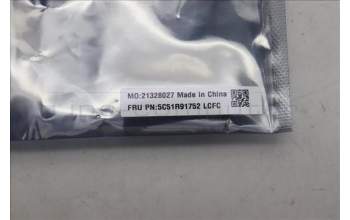 MO:21328027 Made in China
FRU PN:5C51R91752 LCFC